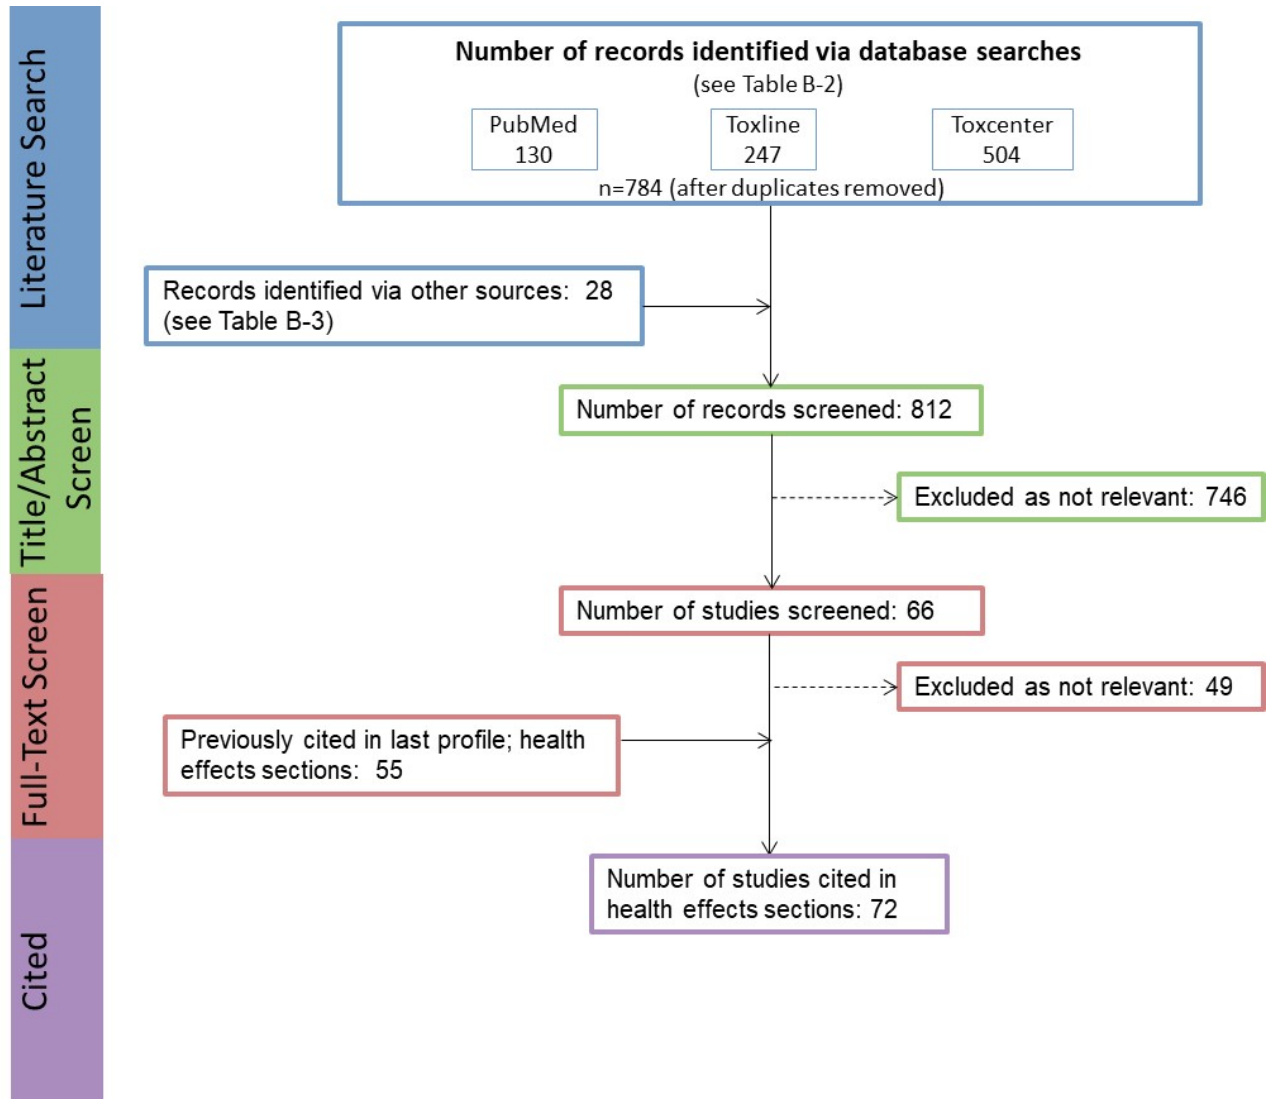 Literature Search
Number of records identified via database searches
(see Table B-2)
PubMed
130
Toxline
247
Toxcenter
504
n=784 (after duplicates removed)
Records identified via other sources: 28
(see Table B-3)
Title/Abstract
Screen
Number of records screened: 812
Excluded as not relevant: 746
Full-Text Screen
Number of studies screened: 66
Excluded as not relevant: 49
Previously cited in last profile; health
effects sections: 55
Cited
Number of studies cited in
health effects sections: 72